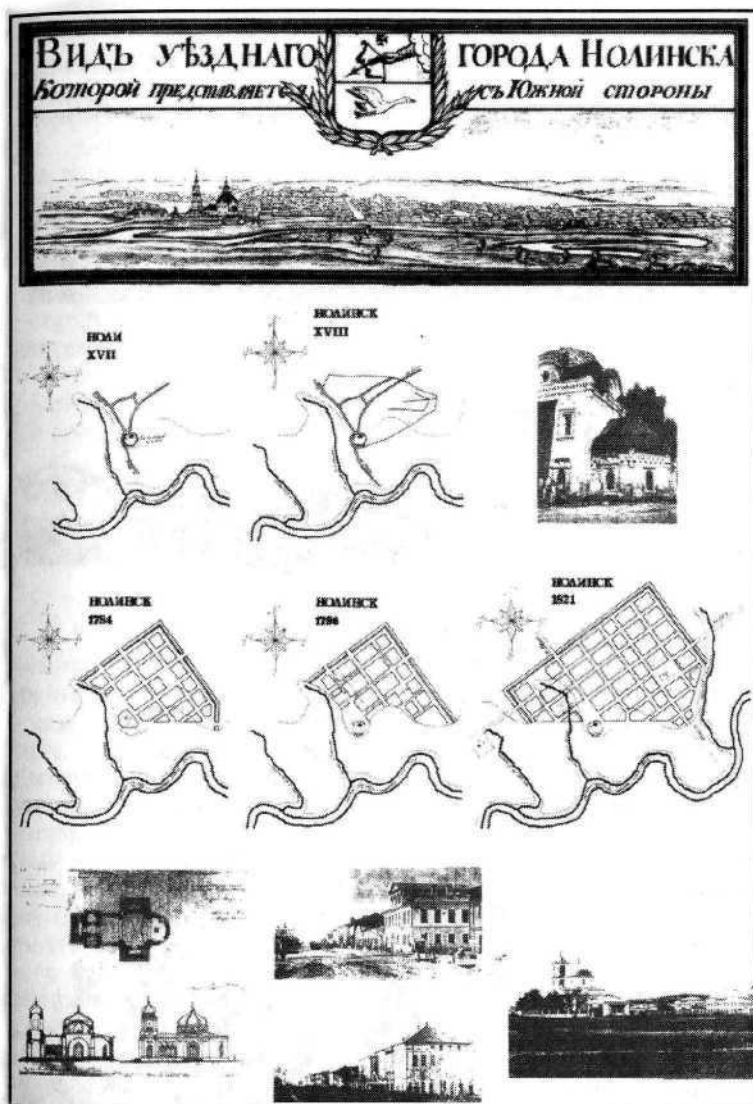 Видъ уѣзднаго города Нолинска
Которой представляется съ Южной стороны
НОЛИ
XVII
НОЛИНСК
XVIII
НОЛИНСК
1784
НОЛИНСК
1796
НОЛИНСК
1821